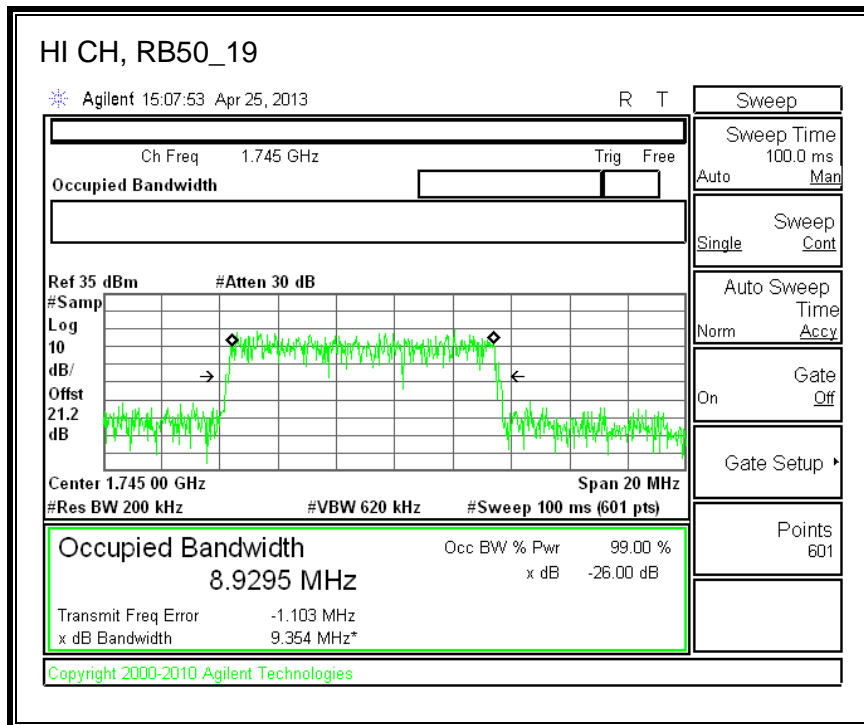 HI CH, RB50_19
Agilent 15:07:53 Apr 25, 2013 R T
Ch Freq 1.745 GHz Trig Free
Occupied Bandwidth
Ref 35 dBm #Atten 30 dB
#Samp
Log
10
dB/
Offst
21.2
dB
Center 1.745 00 GHz Span 20 MHz
#Res BW 200 kHz #VBW 620 kHz #Sweep 100 ms (601 pts)
Occupied Bandwidth Occ BW % Pwr 99.00 %
8.9295 MHz x dB -26.00 dB
Transmit Freq Error -1.103 MHz
x dB Bandwidth 9.354 MHz*
Copyright 2000-2010 Agilent Technologies
Sweep
Sweep Time
100.0 ms
Auto Man
Sweep
Single Cont
Auto Sweep
Time
Norm Accy
Gate
On Off
Gate Setup
Points
601